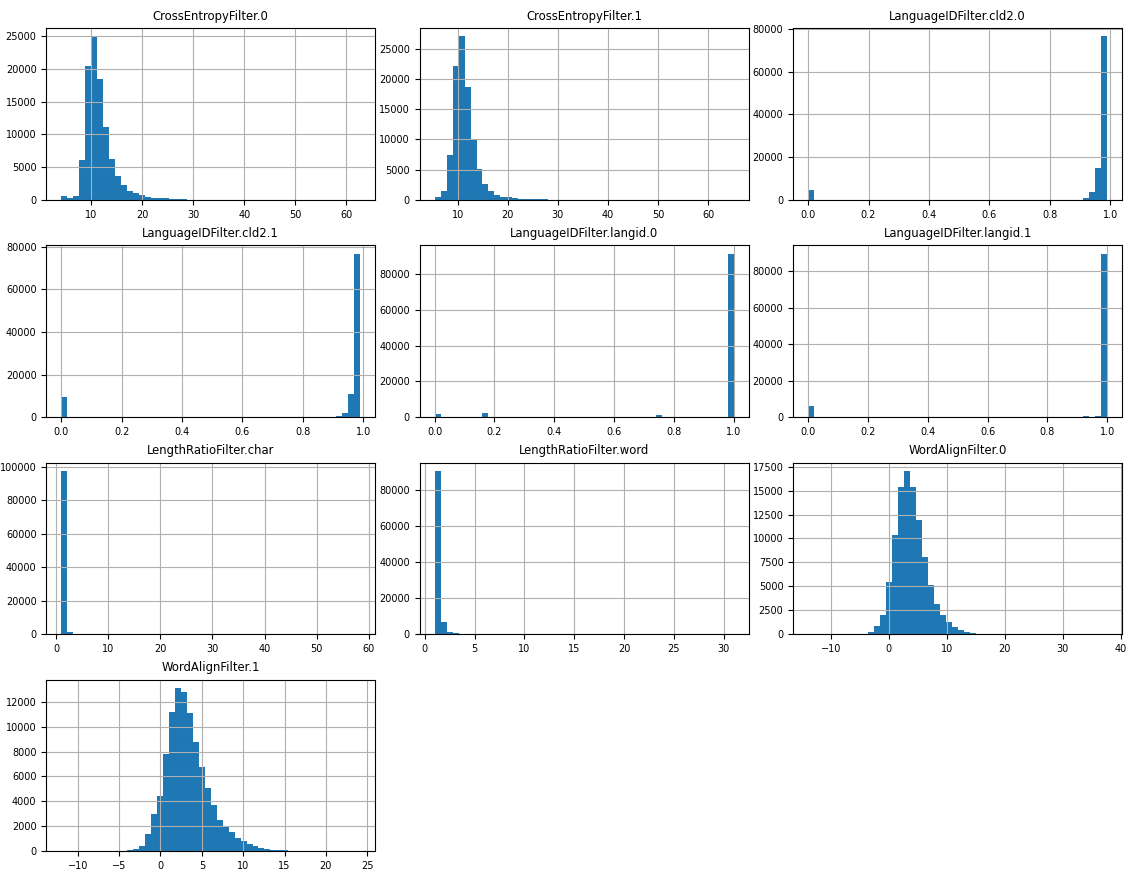 CrossEntropyFilter.0
25000
20000
15000
10000
5000
0
10 20 30 40 50 60
CrossEntropyFilter.1
25000
20000
15000
10000
5000
0
10 20 30 40 50 60
LanguageIDFilter.cld2.0
80000
60000
40000
20000
0
0.0 0.2 0.4 0.6 0.8 1.0
LanguageIDFilter.cld2.1
80000
60000
40000
20000
0
0.0 0.2 0.4 0.6 0.8 1.0
LanguageIDFilter.langid.0
80000
60000
40000
20000
0
0.0 0.2 0.4 0.6 0.8 1.0
LanguageIDFilter.langid.1
80000
60000
40000
20000
0
0.0 0.2 0.4 0.6 0.8 1.0
LengthRatioFilter.char
100000
80000
60000
40000
20000
0
0 10 20 30 40 50 60
LengthRatioFilter.word
80000
60000
40000
20000
0
0 5 10 15 20 25 30
WordAlignFilter.0
17500
15000
12500
10000
7500
5000
2500
0
−10 0 10 20 30 40
WordAlignFilter.1
12000
10000
8000
6000
4000
2000
0
−10 −5 0 5 10 15 20 25